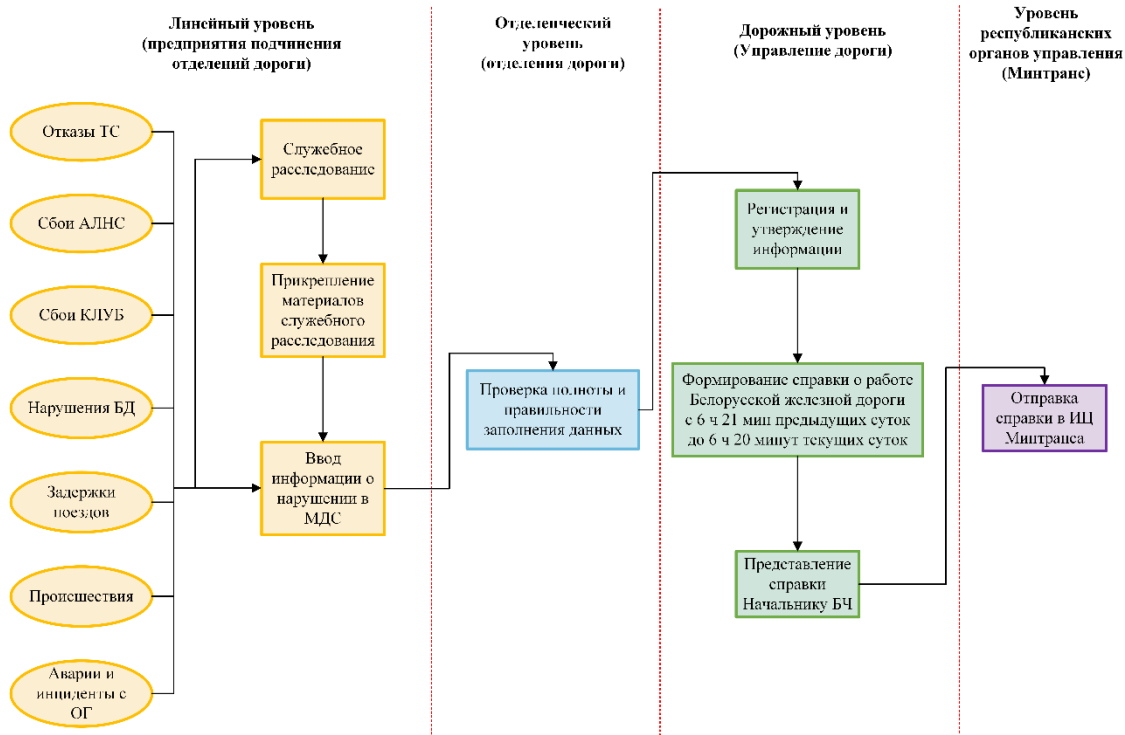 Линейный уровень
(предприятия подчинения
отделений дороги)
Отделенческий
уровень
(отделения дороги)
Дорожный уровень
(Управление дороги)
Уровень
республиканских
органов управления
(Минтранс)
Отказы ТС
Сбои АЛНС
Сбои КЛУБ
Нарушения БД
Задержки
поездов
Происшествия
Аварии и
инциденты с
ОГ
Служебное
расследование
Прикрепление
материалов
служебного
расследования
Ввод
информации о
нарушении в
МДС
Проверка полноты и
правильности
заполнения данных
Регистрация и
утверждение
информации
Формирование справки о работе
Белорусской железной дороги
с 6 ч 21 мин предыдущих суток
до 6 ч 20 минут текущих суток
Представление
справки
Начальнику БЧ
Отправка
справки в ИЦ
Минтранса